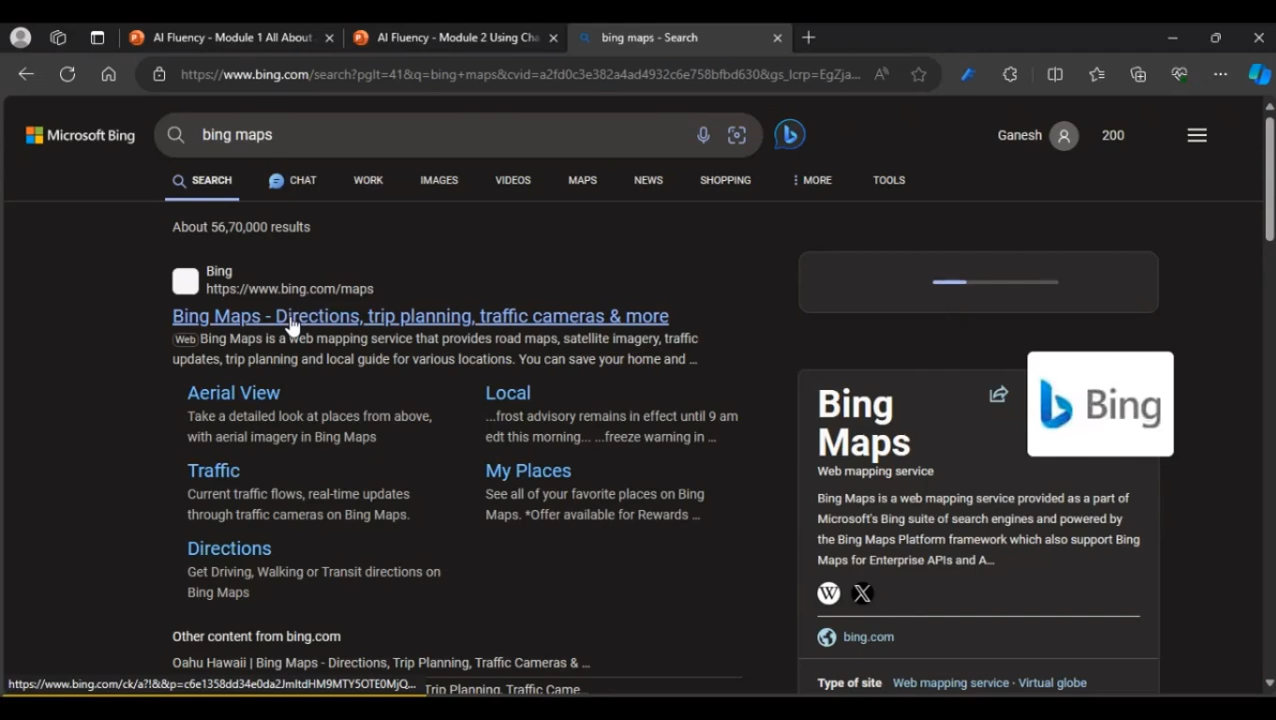 AI Fluency - Module 1 All About
AI Fluency - Module 2 Using Cha
bing maps - Search
https://www.bing.com/search?pglt=41&q=bing+maps&cvid=a2fd0c3e382a4ad4932c6e758bfbd630&gs_lcrp=EgZja...
Microsoft Bing
bing maps
Ganesh
200
SEARCH
CHAT
WORK
IMAGES
VIDEOS
MAPS
NEWS
SHOPPING
MORE
TOOLS
About 56,70,000 results
Bing
https://www.bing.com/maps
Bing Maps - Directions, trip planning, traffic cameras & more
Web Bing Maps is a web mapping service that provides road maps, satellite imagery, traffic
updates, trip planning and local guide for various locations. You can save your home and ...
Aerial View
Take a detailed look at places from above,
with aerial imagery in Bing Maps
Local
...frost advisory remains in effect until 9 am
edt this morning... ...freeze warning in ...
Traffic
Current traffic flows, real-time updates
through traffic cameras on Bing Maps.
My Places
See all of your favorite places on Bing
Maps. *Offer available for Rewards ...
Directions
Get Driving, Walking or Transit directions on
Bing Maps
Other content from bing.com
Oahu Hawaii | Bing Maps - Directions, Trip Planning, Traffic Cameras & ...
Trip Planning, Traffic Came...
https://www.bing.com/ck/a?!&&p=c6e1358dd34e0da2JmltdHM9MTY5OTE0MjQ...
Bing
Maps
Bing
Web mapping service
Bing Maps is a web mapping service provided as a part of
Microsoft's Bing suite of search engines and powered by
the Bing Maps Platform framework which also support Bing
Maps for Enterprise APIs and A...
W
X
bing.com
Type of site Web mapping service · Virtual globe